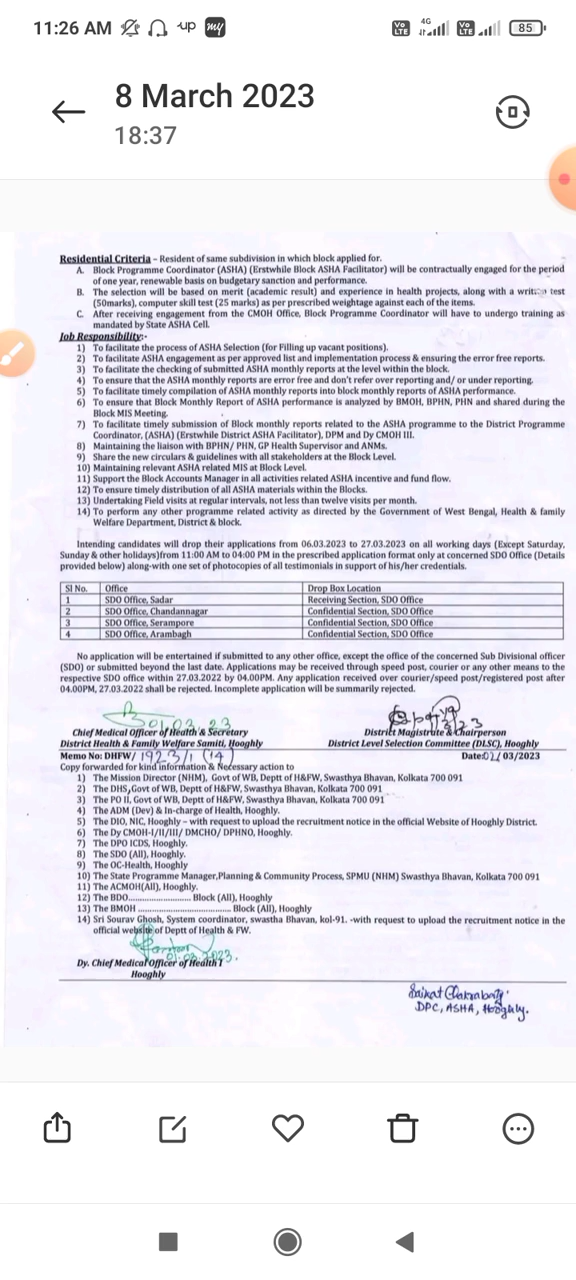 11:26 AM up my Vo LTE 4G Vo LTE 85
8 March 2023
18:37
Residential Criteria – Resident of same subdivision in which block applied for.
A. Block Programme Coordinator (ASHA) (Erstwhile Block ASHA Facilitator) will be contractually engaged for the period
of one year, renewable basis on budgetary sanction and performance.
B. The selection will be based on merit (academic result) and experience in health projects, along with a written test
(50marks), computer skill test (25 marks) as per prescribed weightage against each of the items.
C. After receiving engagement from the CMOH Office, Block Programme Coordinator will have to undergo training as
mandated by State ASHA Cell.
Job Responsibility:-
1) To facilitate the process of ASHA Selection (for Filling up vacant positions).
2) To facilitate ASHA engagement as per approved list and implementation process & ensuring the error free reports.
3) To facilitate the checking of submitted ASHA monthly reports at the level within the block.
4) To ensure that the ASHA monthly reports are error free and don't refer over reporting and/ or under reporting.
5) To facilitate timely compilation of ASHA monthly reports into block monthly reports of ASHA performance.
6) To ensure that Block Monthly Report of ASHA performance is analyzed by BMOH, BPHN, PHN and shared during the
Block MIS Meeting.
7) To facilitate timely submission of Block monthly reports related to the ASHA programme to the District Programme
Coordinator, (ASHA) (Erstwhile District ASHA Facilitator), DPM and Dy CMOH III.
8) Maintaining the liaison with BPHN/ PHN, GP Health Supervisor and ANMs.
9) Share the new circulars & guidelines with all stakeholders at the Block Level.
10) Maintaining relevant ASHA related MIS at Block Level.
11) Support the Block Accounts Manager in all activities related ASHA incentive and fund flow.
12) To ensure timely distribution of all ASHA materials within the Blocks.
13) Undertaking Field visits at regular intervals, not less than twelve visits per month.
14) To perform any other programme related activity as directed by the Government of West Bengal, Health & family
Welfare Department, District & block.
Intending candidates will drop their applications from 06.03.2023 to 27.03.2023 on all working days (Except Saturday,
Sunday & other holidays)from 11:00 AM to 04:00 PM in the prescribed application format only at concerned SDO Office (Details
provided below) along-with one set of photocopies of all testimonials in support of his/her credentials.
Sl No. Office Drop Box Location
1 SDO Office, Sadar Receiving Section, SDO Office
2 SDO Office, Chandannagar Confidential Section, SDO Office
3 SDO Office, Serampore Confidential Section, SDO Office
4 SDO Office, Arambagh Confidential Section, SDO Office
No application will be entertained if submitted to any other office, except the office of the concerned Sub Divisional officer
(SDO) or submitted beyond the last date. Applications may be received through speed post, courier or any other means to the
respective SDO office within 27.03.2022 by 04.00PM. Any application received over courier/speed post/registered post after
04.00PM, 27.03.2022 shall be rejected. Incomplete application will be summarily rejected.
Chief Medical Officer of Health & Secretary District Magistrate & Chairperson
District Health & Family Welfare Samiti, Hooghly District Level Selection Committee (DLSC), Hooghly
Memo No: DHFW/ 1923/1 (14) Date:02/03/2023
Copy forwarded for kind information & Necessary action to
1) The Mission Director (NHM), Govt of WB, Deptt of H&FW, Swasthya Bhavan, Kolkata 700 091
2) The DHS,Govt of WB, Deptt of H&FW, Swasthya Bhavan, Kolkata 700 091
3) The PO II, Govt of WB, Deptt of H&FW, Swasthya Bhavan, Kolkata 700 091
4) The ADM (Dev) & In-charge of Health, Hooghly.
5) The DIO, NIC, Hooghly – with request to upload the recruitment notice in the official Website of Hooghly District.
6) The Dy CMOH-I/II/III/ DMCHO/ DPHNO, Hooghly.
7) The DPO ICDS, Hooghly.
8) The SDO (All), Hooghly.
9) The OC-Health, Hooghly
10) The State Programme Manager,Planning & Community Process, SPMU (NHM) Swasthya Bhavan, Kolkata 700 091
11) The ACMOH(All), Hooghly.
12) The BDO........................... Block (All), Hooghly
13) The BMOH ........................................ Block (All), Hooghly
14) Sri Sourav Ghosh, System coordinator, swastha Bhavan, kol-91. -with request to upload the recruitment notice in the
official website of Deptt of Health & FW.
01.03.2023.
Dy. Chief Medical Officer of Health I
Hooghly
Saikat Chakraborty.
DPC, ASHA, Hooghly.